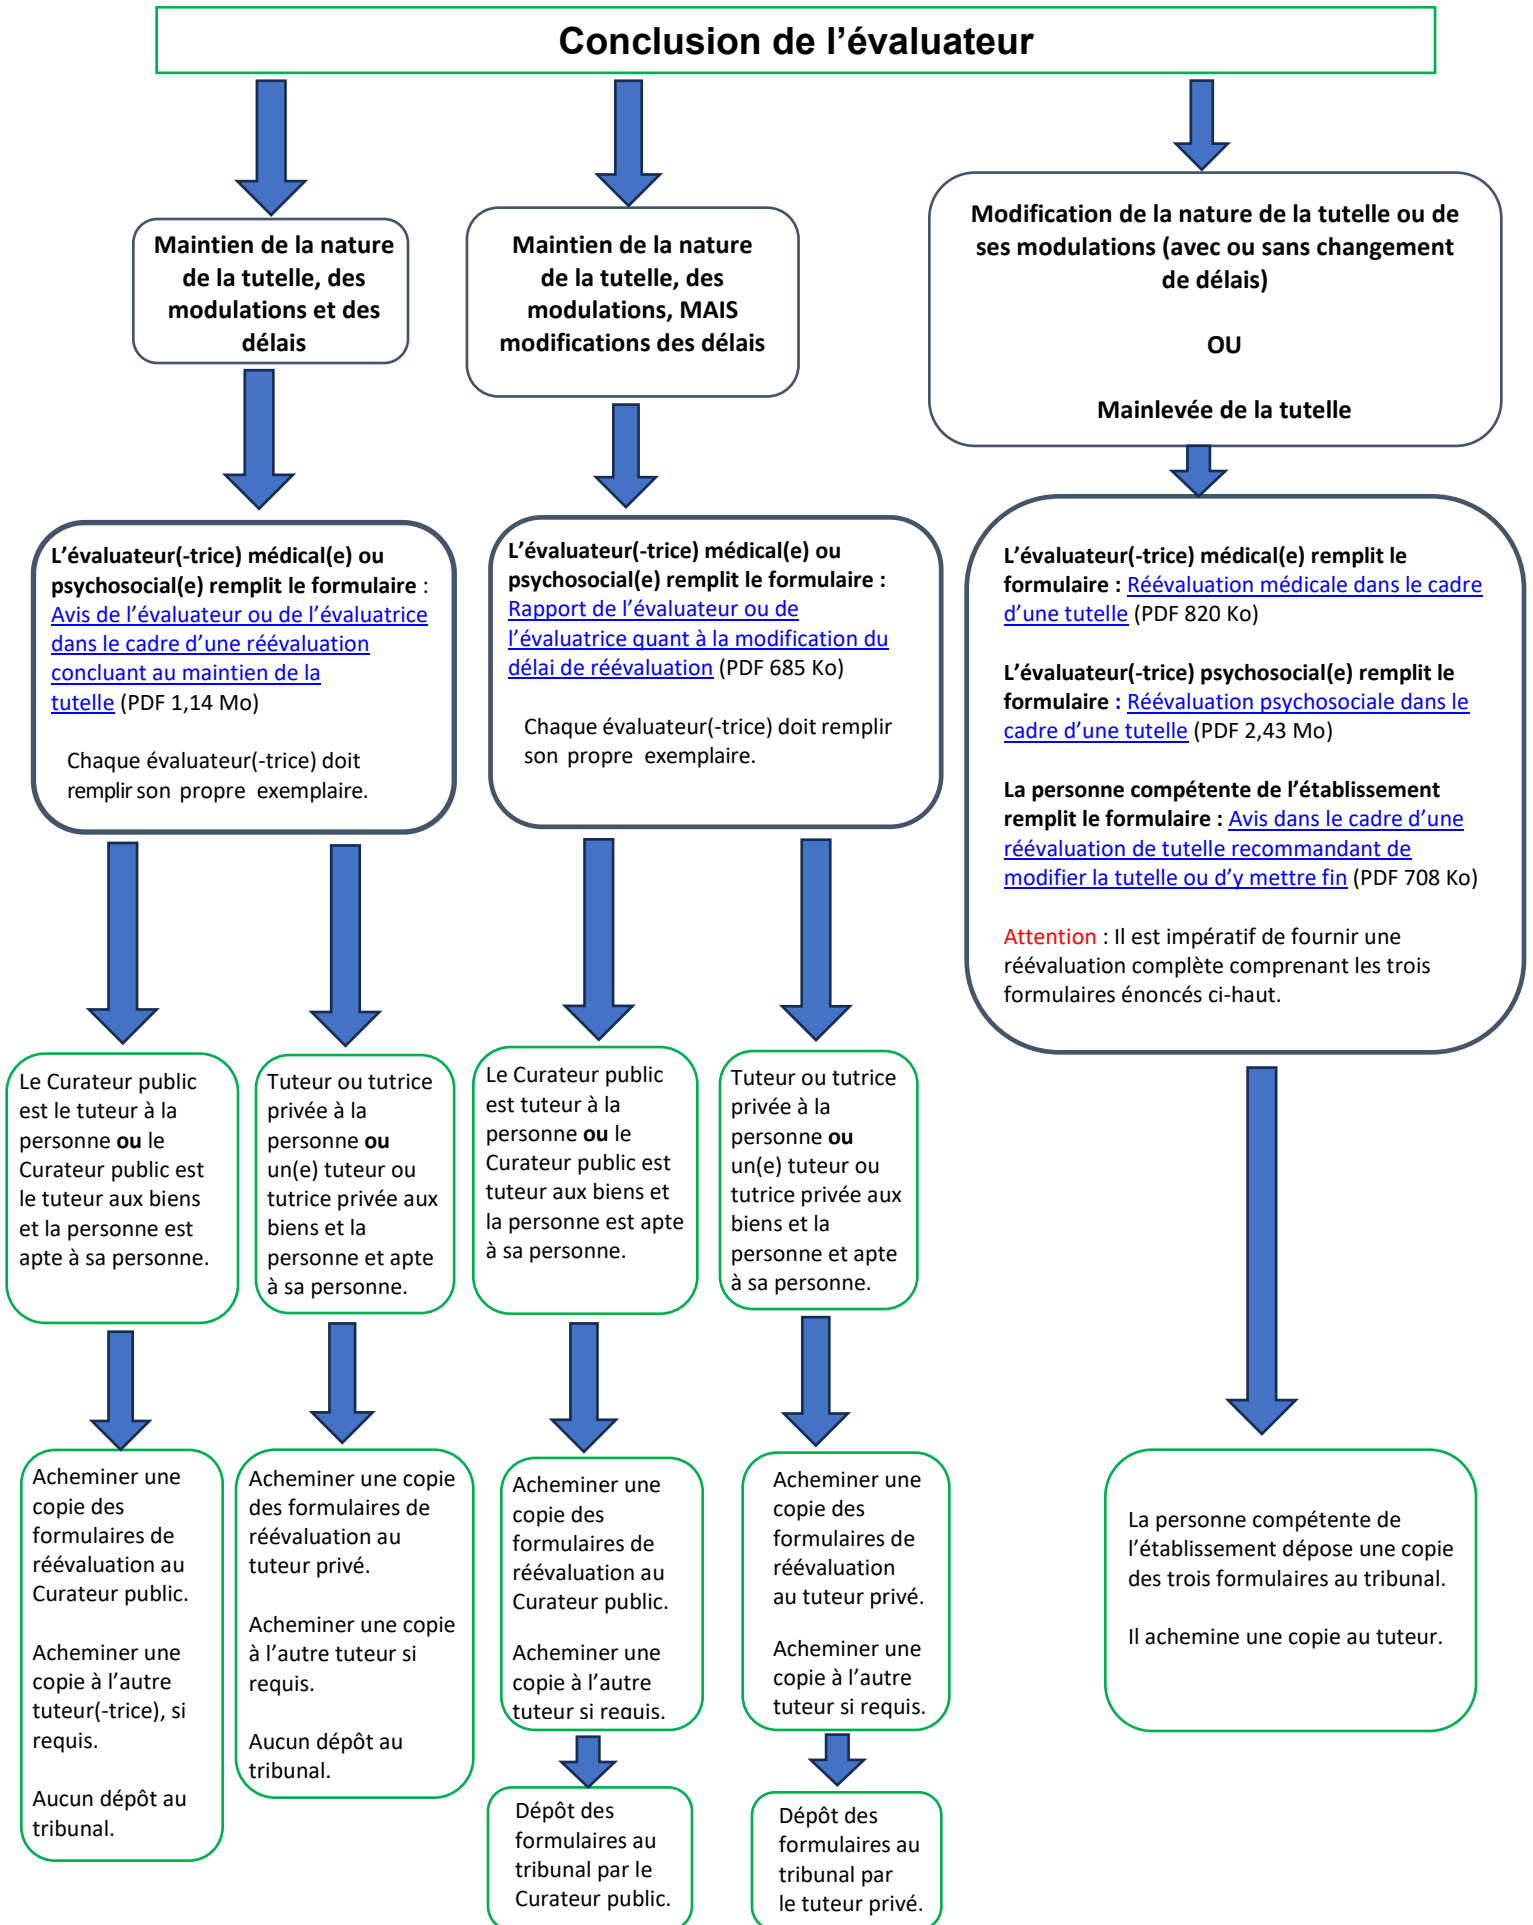 Conclusion de l’évaluateur
Maintien de la nature
de la tutelle, des
modulations et des
délais
Maintien de la nature
de la tutelle, des
modulations, MAIS
modifications des délais
Modification de la nature de la tutelle ou de
ses modulations (avec ou sans changement
de délais)
OU
Mainlevée de la tutelle
L’évaluateur(-trice) médical(e) ou
psychosocial(e) remplit le formulaire :
Avis de l’évaluateur ou de l’évaluatrice
dans le cadre d’une réévaluation
concluant au maintien de la
tutelle (PDF 1,14 Mo)
Chaque évaluateur(-trice) doit
remplir son propre exemplaire.
L’évaluateur(-trice) médical(e) ou
psychosocial(e) remplit le formulaire :
Rapport de l’évaluateur ou de
l’évaluatrice quant à la modification du
délai de réévaluation (PDF 685 Ko)
Chaque évaluateur(-trice) doit remplir
son propre exemplaire.
L’évaluateur(-trice) médical(e) remplit le
formulaire : Réévaluation médicale dans le cadre
d’une tutelle (PDF 820 Ko)
L’évaluateur(-trice) psychosocial(e) remplit le
formulaire : Réévaluation psychosociale dans le
cadre d’une tutelle (PDF 2,43 Mo)
La personne compétente de l’établissement
remplit le formulaire : Avis dans le cadre d’une
réévaluation de tutelle recommandant de
modifier la tutelle ou d’y mettre fin (PDF 708 Ko)
Attention : Il est impératif de fournir une
réévaluation complète comprenant les trois
formulaires énoncés ci-haut.
Le Curateur public
est le tuteur à la
personne ou le
Curateur public est
le tuteur aux biens
et la personne est
apte à sa personne.
Tuteur ou tutrice
privée à la
personne ou
un(e) tuteur ou
tutrice privée aux
biens et la
personne et apte
à sa personne.
Le Curateur public
est tuteur à la
personne ou le
Curateur public est
tuteur aux biens et
la personne est apte
à sa personne.
Tuteur ou tutrice
privée à la
personne ou
un(e) tuteur ou
tutrice privée aux
biens et la
personne et apte
à sa personne.
Acheminer une
copie des
formulaires de
réévaluation au
Curateur public.
Acheminer une
copie à l’autre
tuteur(-trice), si
requis.
Aucun dépôt au
tribunal.
Acheminer une copie
des formulaires de
réévaluation au
tuteur privé.
Acheminer une copie
à l’autre tuteur si
requis.
Aucun dépôt au
tribunal.
Acheminer une
copie des
formulaires de
réévaluation au
Curateur public.
Acheminer une
copie à l’autre
tuteur si requis.
Dépôt des
formulaires au
tribunal par le
Curateur public.
Acheminer une
copie des
formulaires de
réévaluation
au tuteur privé.
Acheminer une
copie à l’autre
tuteur si requis.
Dépôt des
formulaires au
tribunal par
le tuteur privé.
La personne compétente de
l’établissement dépose une copie
des trois formulaires au tribunal.
Il achemine une copie au tuteur.